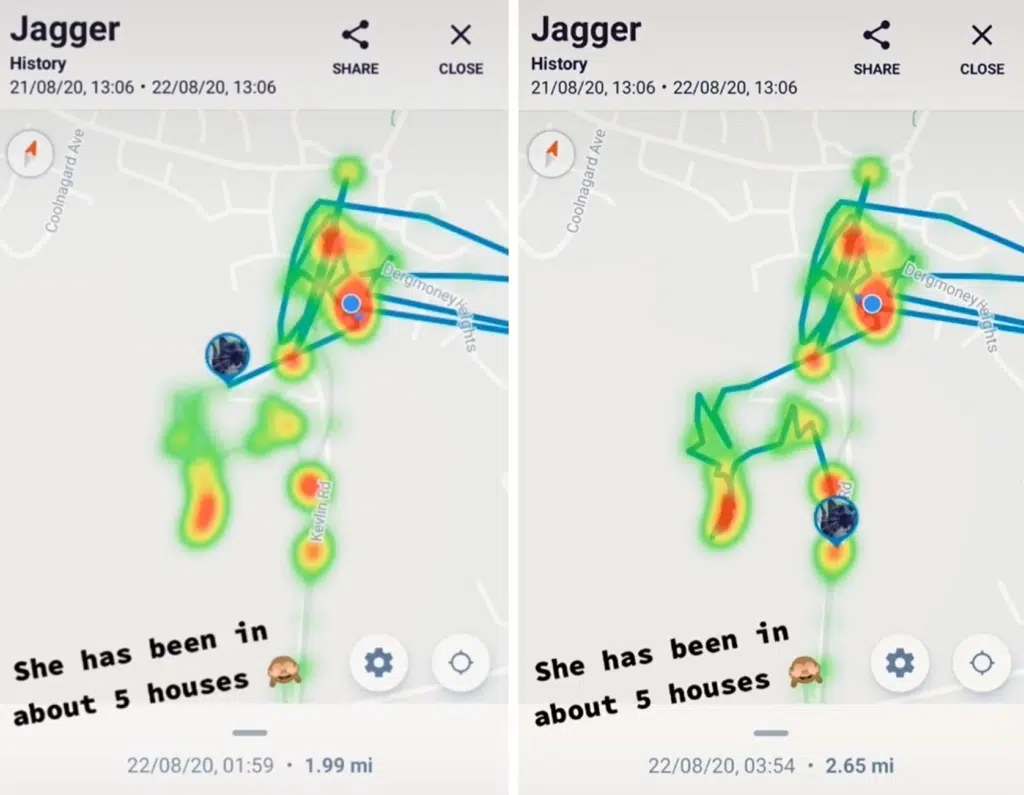 Jagger
History
21/08/20, 13:06 • 22/08/20, 13:06
SHARE
CLOSE
Coolnagard Ave
Dergmoney Heights
Kevlin Rd
She has been in
about 5 houses 🙈
22/08/20, 01:59 • 1.99 mi
Jagger
History
21/08/20, 13:06 • 22/08/20, 13:06
SHARE
CLOSE
Coolnagard Ave
Dergmoney Heights
Rd
She has been in
about 5 houses 🙈
22/08/20, 03:54 • 2.65 mi